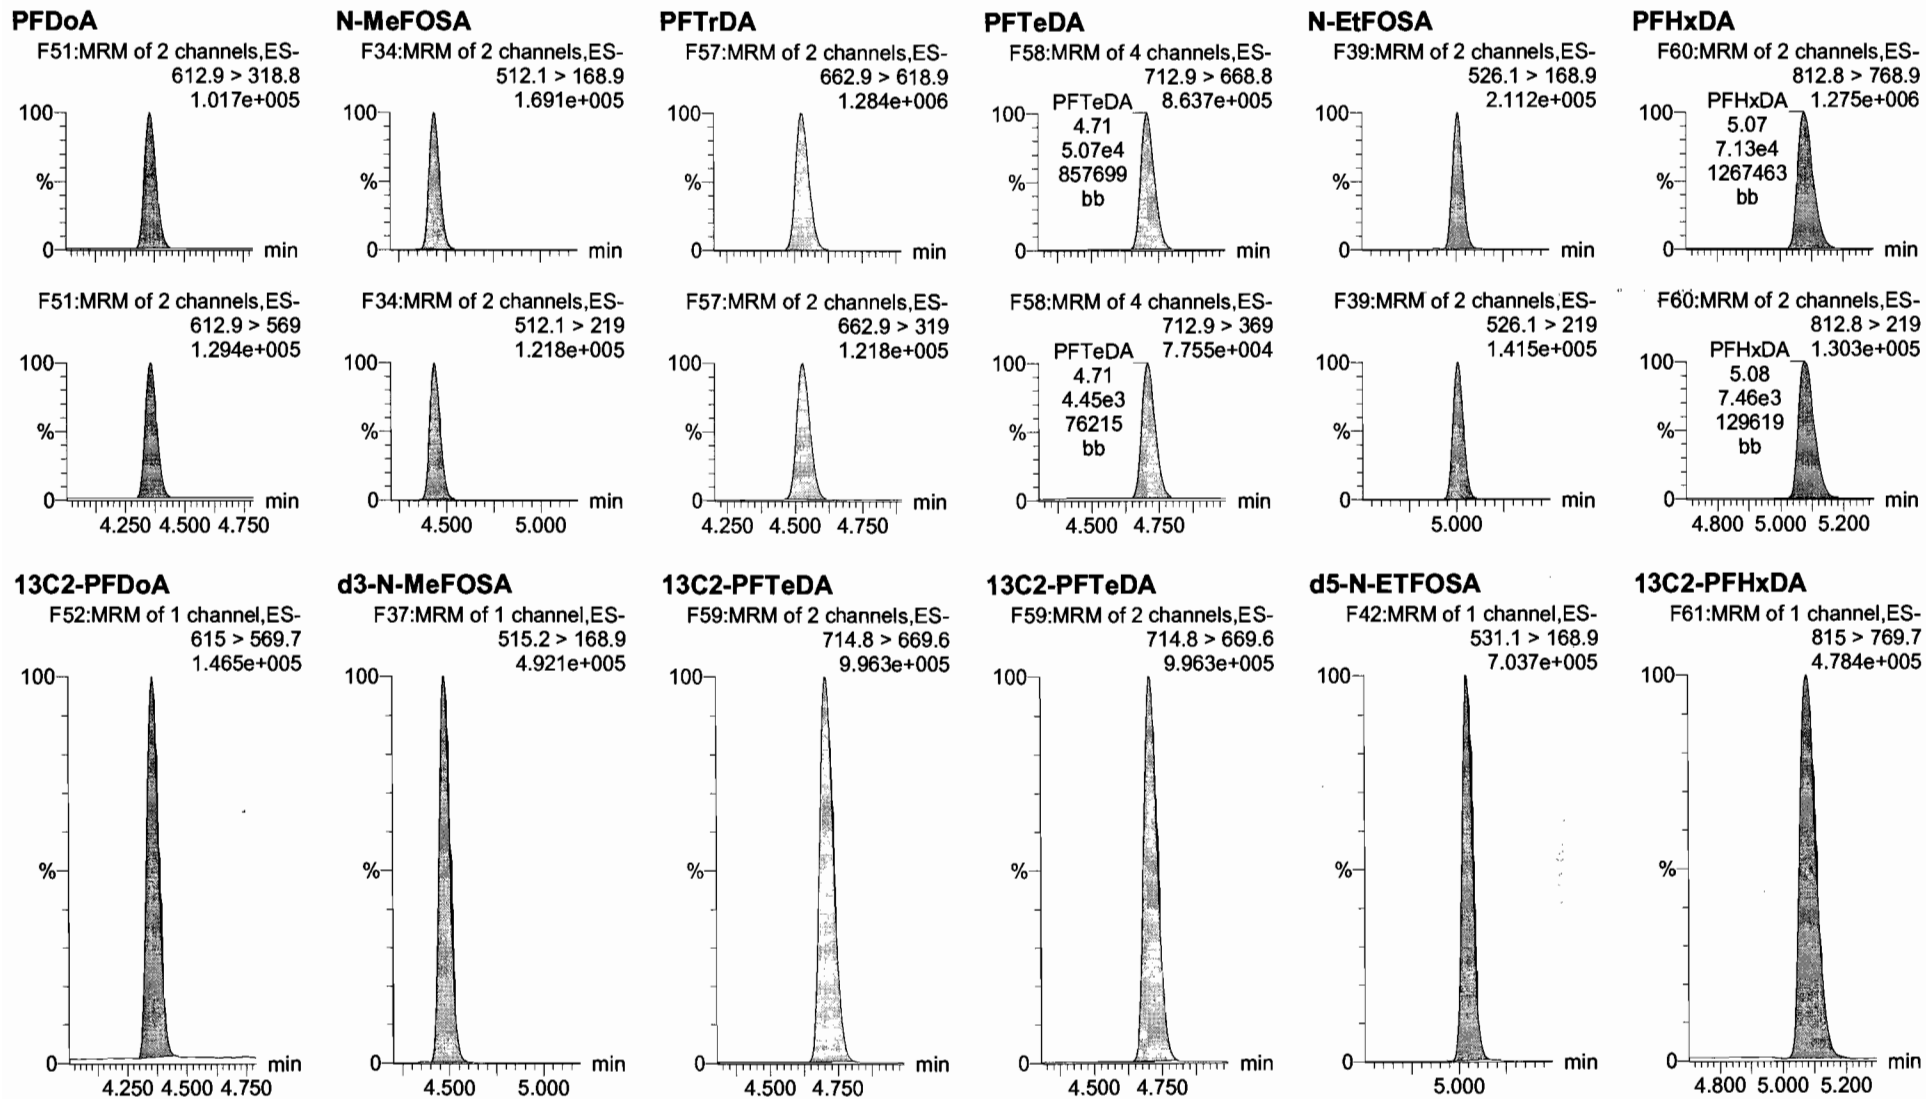 PFDoA
F51:MRM of 2 channels,ES-
612.9 > 318.8
1.017e+005
100
%
0
min
F51:MRM of 2 channels,ES-
612.9 > 569
1.294e+005
100
%
0
min
4.250 4.500 4.750
N-MeFOSA
F34:MRM of 2 channels,ES-
512.1 > 168.9
1.691e+005
100
%
0
min
F34:MRM of 2 channels,ES-
512.1 > 219
1.218e+005
100
%
0
min
4.500 5.000
PFTrDA
F57:MRM of 2 channels,ES-
662.9 > 618.9
1.284e+006
100
%
0
min
F57:MRM of 2 channels,ES-
662.9 > 319
1.218e+005
100
%
0
min
4.250 4.500 4.750
PFTeDA
F58:MRM of 4 channels,ES-
712.9 > 668.8
PFTeDA 8.637e+005
100
4.71
5.07e4
857699
bb
%
0
min
F58:MRM of 4 channels,ES-
712.9 > 369
PFTeDA 7.755e+004
100
4.71
4.45e3
76215
bb
%
0
min
4.500 4.750
N-EtFOSA
F39:MRM of 2 channels,ES-
526.1 > 168.9
2.112e+005
100
%
0
min
F39:MRM of 2 channels,ES-
526.1 > 219
1.415e+005
100
%
0
min
5.000
PFHxDA
F60:MRM of 2 channels,ES-
812.8 > 768.9
PFHxDA 1.275e+006
100
5.07
7.13e4
1267463
bb
%
0
min
F60:MRM of 2 channels,ES-
812.8 > 219
PFHxDA 1.303e+005
100
5.08
7.46e3
129619
bb
%
0
min
4.800 5.000 5.200
13C2-PFDoA
F52:MRM of 1 channel,ES-
615 > 569.7
1.465e+005
100
%
0
min
4.250 4.500 4.750
d3-N-MeFOSA
F37:MRM of 1 channel,ES-
515.2 > 168.9
4.921e+005
100
%
0
min
4.500 5.000
13C2-PFTeDA
F59:MRM of 2 channels,ES-
714.8 > 669.6
9.963e+005
100
%
0
min
4.500 4.750
13C2-PFTeDA
F59:MRM of 2 channels,ES-
714.8 > 669.6
9.963e+005
100
%
0
min
4.500 4.750
d5-N-ETFOSA
F42:MRM of 1 channel,ES-
531.1 > 168.9
7.037e+005
100
%
0
min
5.000
13C2-PFHxDA
F61:MRM of 1 channel,ES-
815 > 769.7
4.784e+005
100
%
0
min
4.800 5.000 5.200